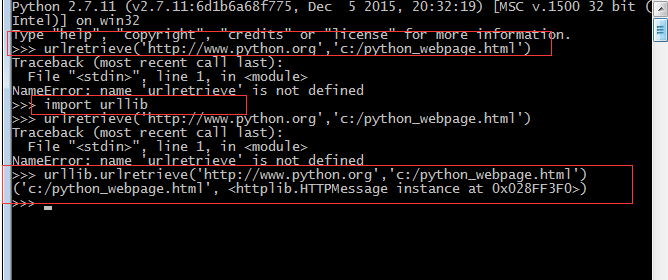 Python 2.7.11 (v2.7.11:6d1b6a68f775, Dec  5 2015, 20:32:19) [MSC v.1500 32 bit (
Intel)] on win32
Type "help", "copyright", "credits" or "license" for more information.
>>> urlretrieve('http://www.python.org','c:/python_webpage.html')
Traceback (most recent call last):
  File "<stdin>", line 1, in <module>
NameError: name 'urlretrieve' is not defined
>>> import urllib
>>> urlretrieve('http://www.python.org','c:/python_webpage.html')
Traceback (most recent call last):
  File "<stdin>", line 1, in <module>
NameError: name 'urlretrieve' is not defined
>>> urllib.urlretrieve('http://www.python.org','c:/python_webpage.html')
('c:/python_webpage.html', <httplib.HTTPMessage instance at 0x028FF3F0>)
>>>